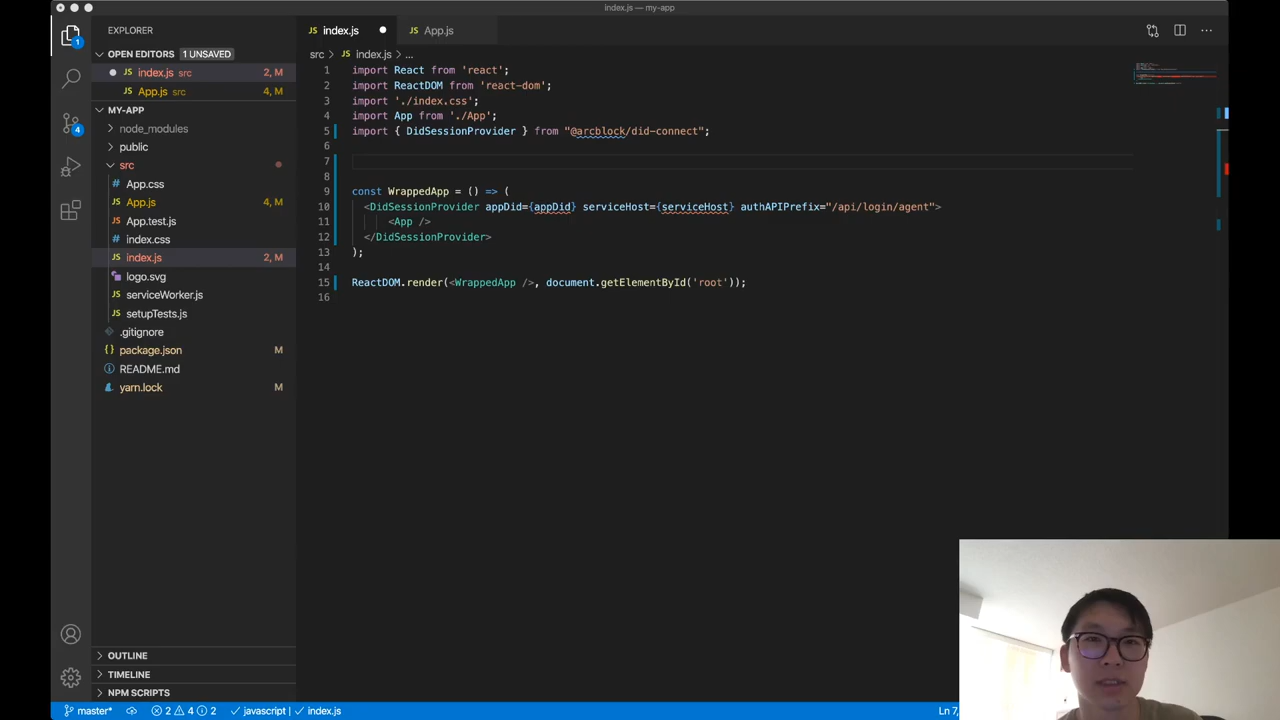 index.js — my-app
EXPLORER
OPEN EDITORS 1 UNSAVED
index.js src 2, M
App.js src 4, M
MY-APP
node_modules
public
src
App.css
App.js 4, M
App.test.js
index.css
index.js 2, M
logo.svg
serviceWorker.js
setupTests.js
.gitignore
package.json M
README.md
yarn.lock M
OUTLINE
TIMELINE
NPM SCRIPTS
1
4
JS index.js
JS App.js
src > JS index.js > ...
1 import React from 'react';
2 import ReactDOM from 'react-dom';
3 import './index.css';
4 import App from './App';
5 import { DidSessionProvider } from "@arcblock/did-connect";
6
7
8
9 const WrappedApp = () => (
10 <DidSessionProvider appDid={appDid} serviceHost={serviceHost} authAPIPrefix="/api/login/agent">
11 <App />
12 </DidSessionProvider>
13 );
14
15 ReactDOM.render(<WrappedApp />, document.getElementById('root'));
16
master* 2 4 2 javascript | index.js Ln 7,